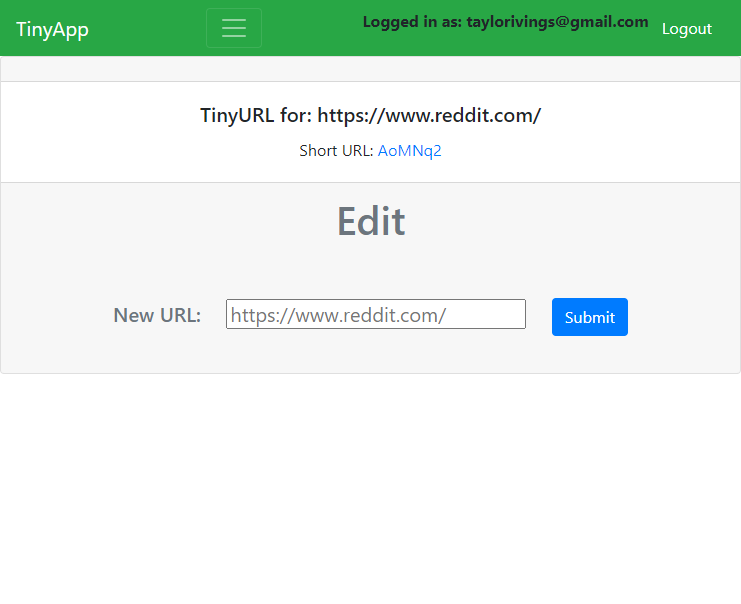 TinyApp
Logged in as: taylorivings@gmail.com
Logout
TinyURL for: https://www.reddit.com/
Short URL: AoMNq2
Edit
New URL: https://www.reddit.com/ Submit